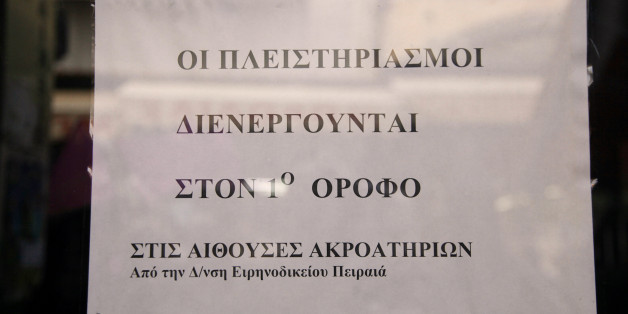 ΟΙ ΠΛΕΙΣΤΗΡΙΑΣΜΟΙ
ΔΙΕΝΕΡΓΟΥΝΤΑΙ
ΣΤΟΝ 1Ο ΟΡΟΦΟ
ΣΤΙΣ ΑΙΘΟΥΣΕΣ ΑΚΡΟΑΤΗΡΙΩΝ
Από την Δ/νση Ειρηνοδικείου Πειραιά